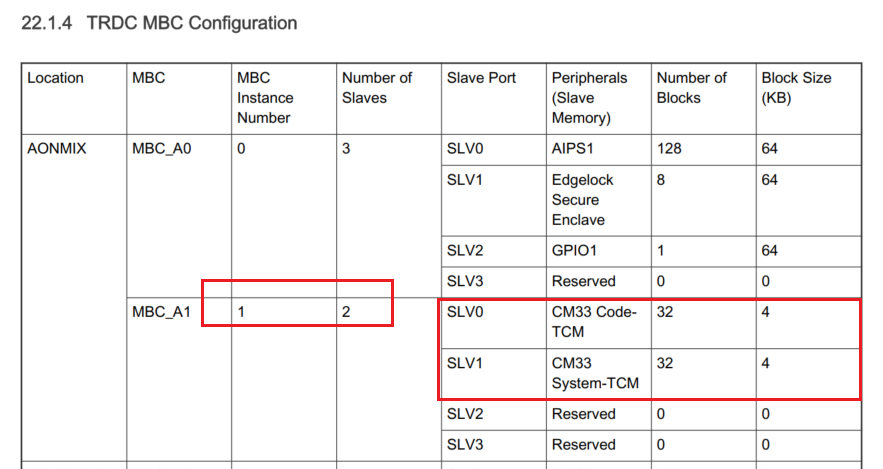 22.1.4 TRDC MBC Configuration
Location MBC MBC Number of Slave Port Peripherals Number of Block Size
Instance Slaves (Slave Blocks (KB)
Number Memory)
AONMIX MBC_A0 0 3 SLV0 AIPS1 128 64
SLV1 Edgelock 8 64
Secure
Enclave
SLV2 GPIO1 1 64
SLV3 Reserved 0 0
MBC_A1 1 2 SLV0 CM33 Code- 32 4
TCM
SLV1 CM33 32 4
System-TCM
SLV2 Reserved 0 0
SLV3 Reserved 0 0